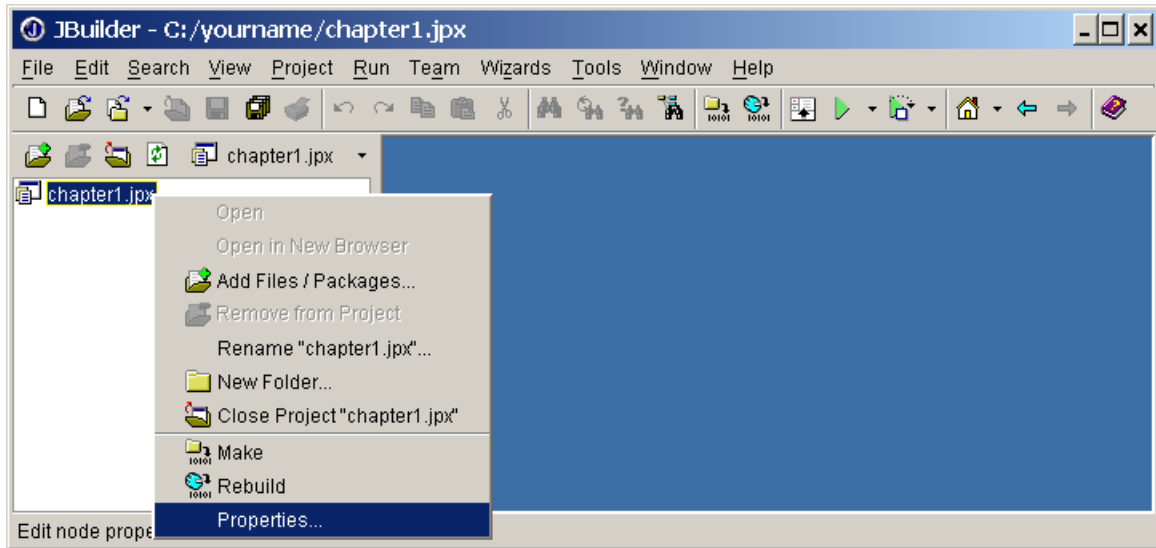 JBuilder - C:/yourname/chapter1.jpx
File Edit Search View Project Run Team Wizards Tools Window Help
chapter1.jpx
chapter1.jpx
Open
Open in New Browser
Add Files / Packages...
Remove from Project
Rename "chapter1.jpx"...
New Folder...
Close Project "chapter1.jpx"
Make
Rebuild
Properties...
Edit node prope